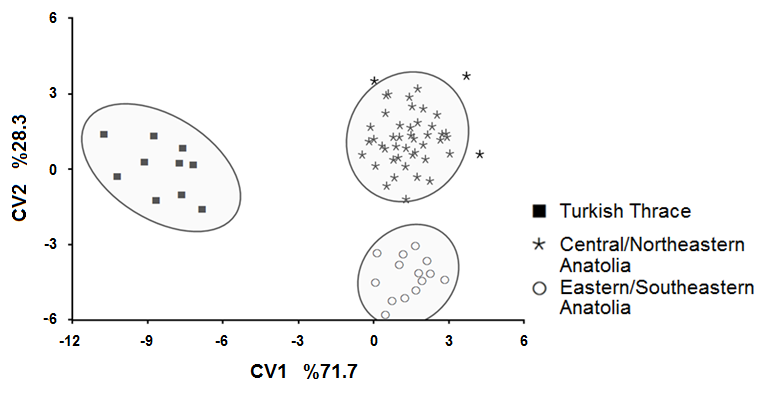 6
3
0
-3
-6
-12
-9
-6
-3
0
3
6
CV2 %28.3
CV1 %71.7
Turkish Thrace
Central/Northeastern
Anatolia
Eastern/Southeastern
Anatolia